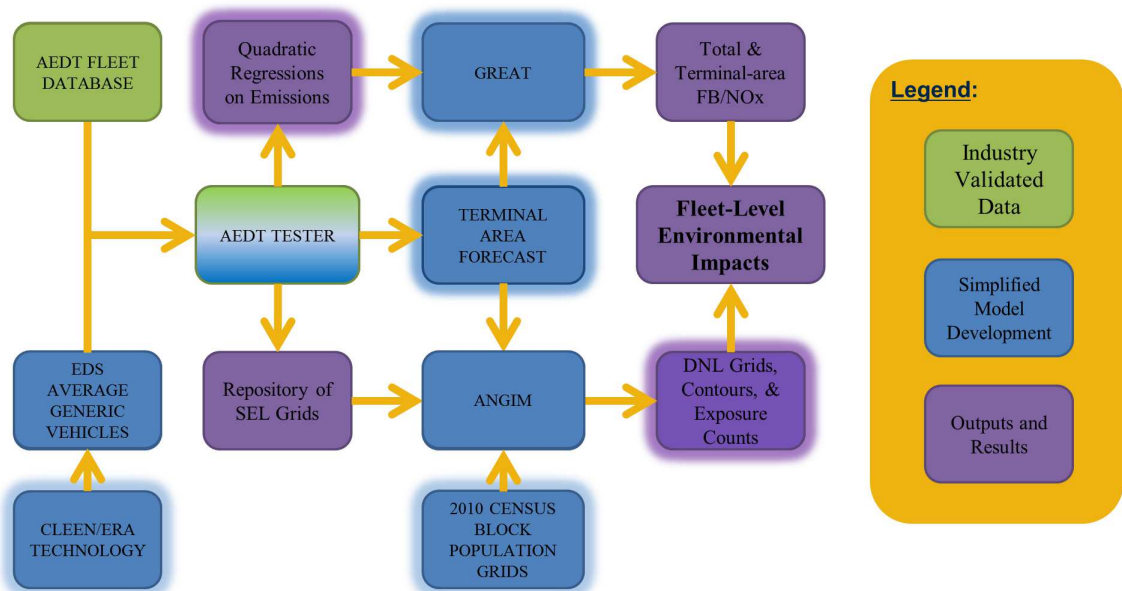 AEDT FLEET
DATABASE
Quadratic
Regressions
on Emissions
GREAT
Total &
Terminal-area
FB/NOx
AEDT TESTER
TERMINAL
AREA
FORECAST
Fleet-Level
Environmental
Impacts
EDS
AVERAGE
GENERIC
VEHICLES
Repository of
SEL Grids
ANGIM
DNL Grids,
Contours, &
Exposure
Counts
CLEEN/ERA
TECHNOLOGY
2010 CENSUS
BLOCK
POPULATION
GRIDS
Legend:
Industry
Validated
Data
Simplified
Model
Development
Outputs and
Results